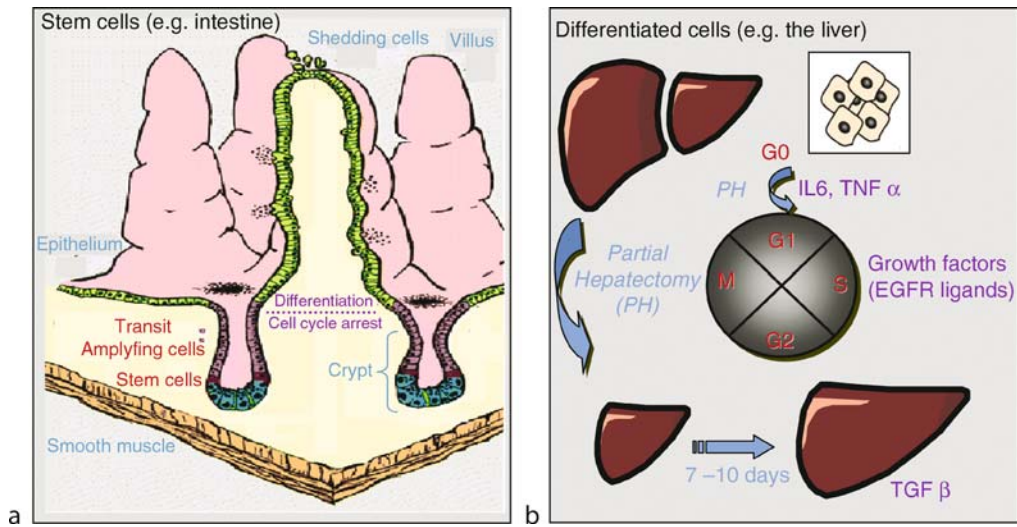 Stem cells (e.g. intestine)
Shedding cells
Villus
Epithelium
Differentiation
Cell cycle arrest
Transit
Amplyfing cells
Stem cells
Crypt
Smooth muscle
a
Differentiated cells (e.g. the liver)
G0
PH
IL6, TNF α
Partial
Hepatectomy
(PH)
G1
M
S
G2
Growth factors
(EGFR ligands)
7 –10 days
TGF β
b